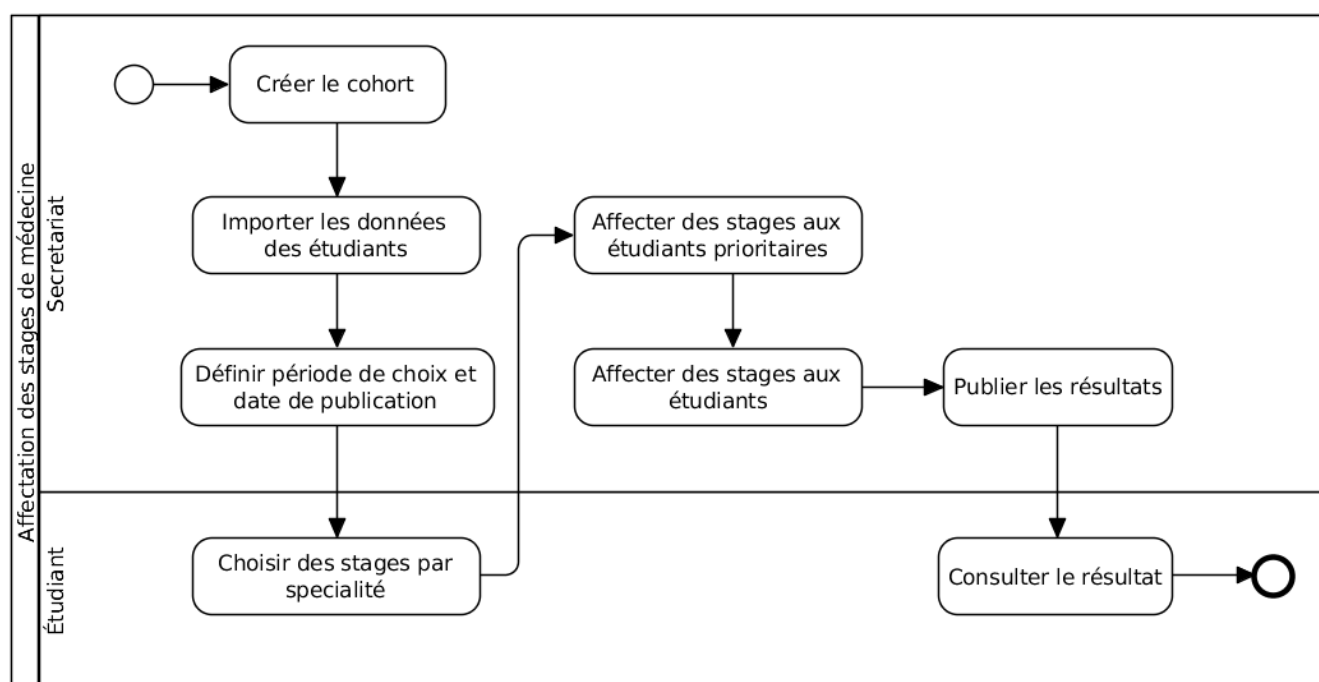 Affectation des stages de médecine
Secretariat
Créer le cohort
Importer les données
des étudiants
Définir période de choix et
date de publication
Affecter des stages aux
étudiants prioritaires
Affecter des stages aux
étudiants
Publier les résultats
Étudiant
Choisir des stages par
specialité
Consulter le résultat